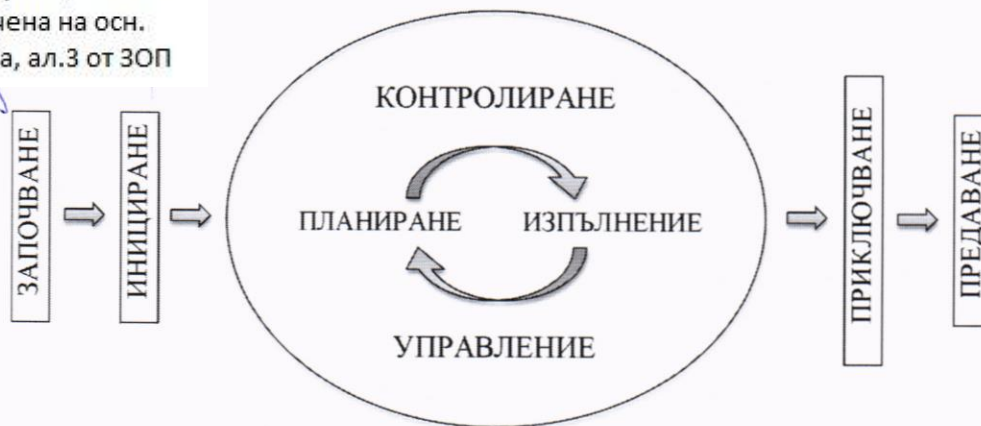 чена на осн.
а, ал.3 от ЗОП
ЗАПОЧВАНЕ
ИНИЦИРАНЕ
КОНТРОЛИРАНЕ
ПЛАНИРАНЕ
ИЗПЪЛНЕНИЕ
УПРАВЛЕНИЕ
ПРИКЛЮЧВАНЕ
ПРЕДАВАНЕ